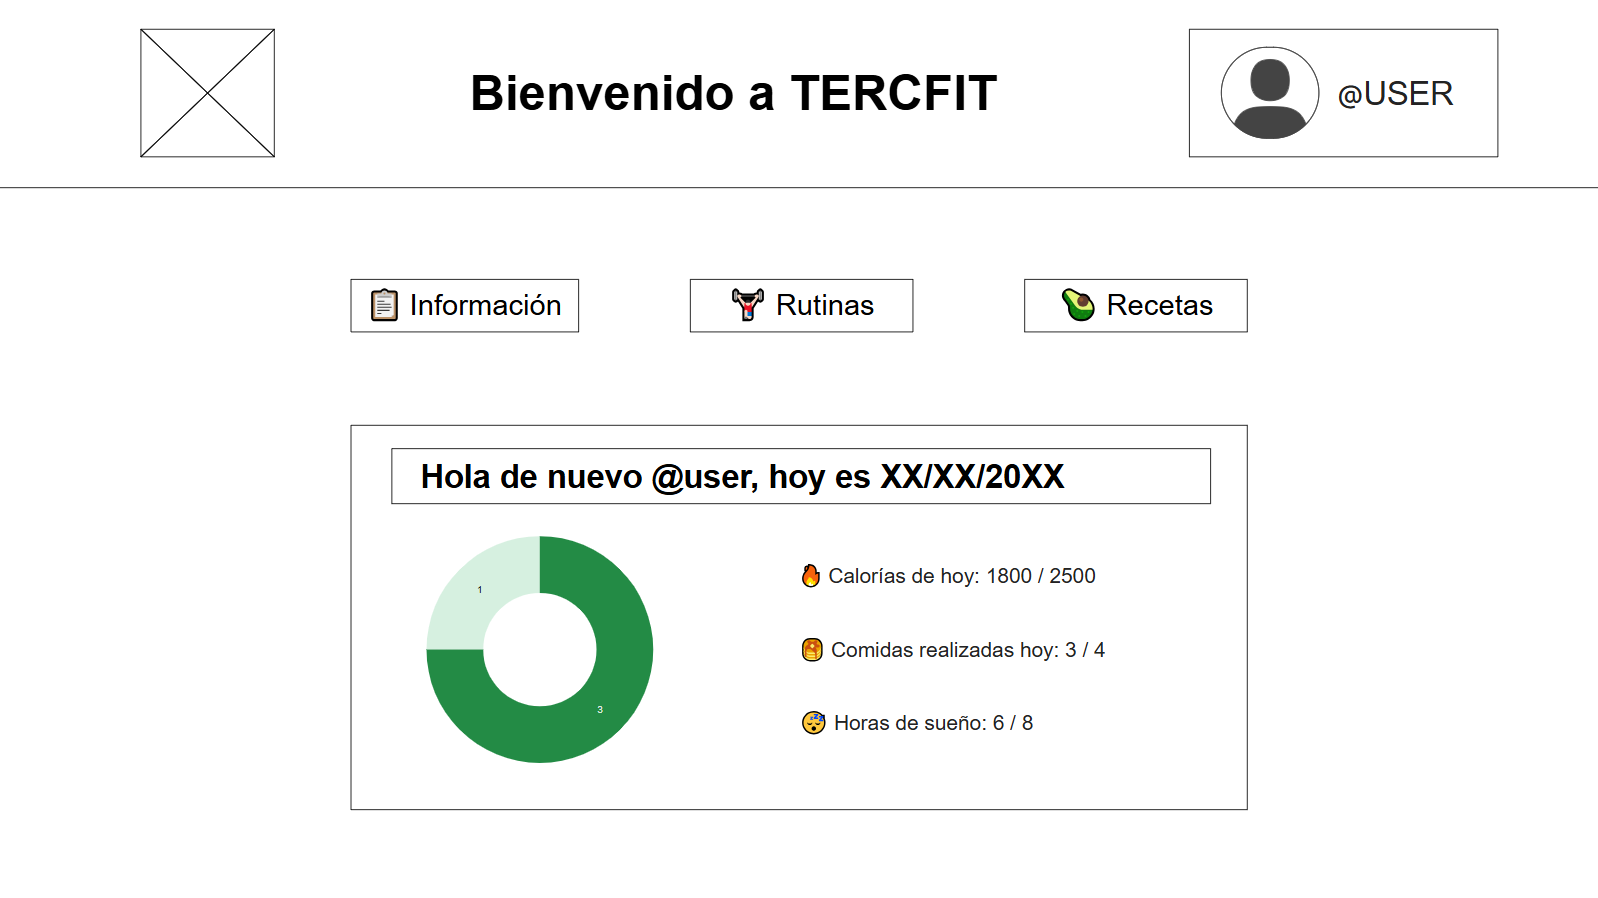 Bienvenido a TERCFIT
@USER
Información
Rutinas
Recetas
Hola de nuevo @user, hoy es XX/XX/20XX
1
3
Calorías de hoy: 1800 / 2500
Comidas realizadas hoy: 3 / 4
Horas de sueño: 6 / 8